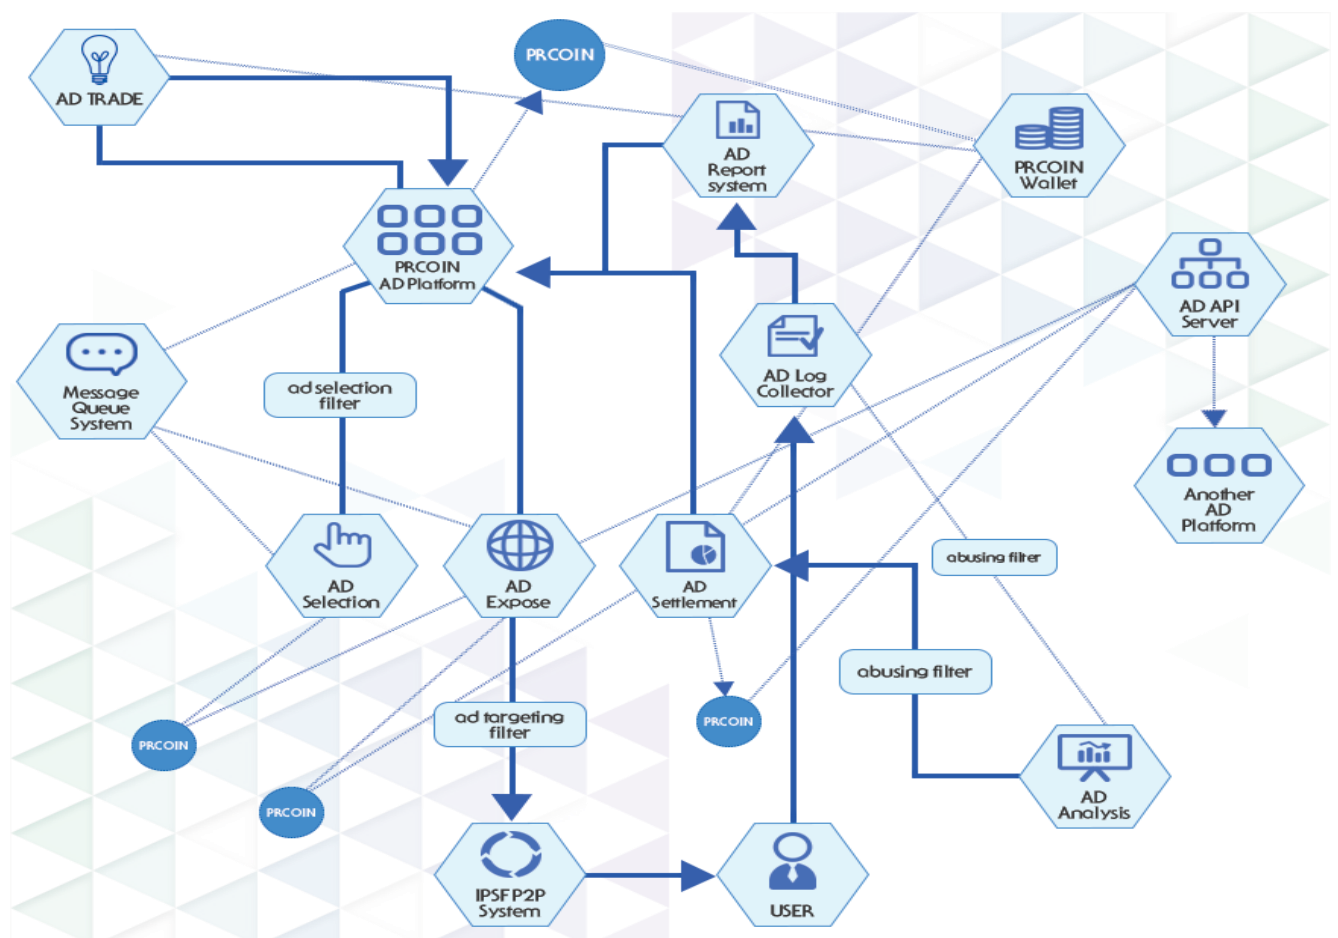 PRCOIN
AD TRADE
AD
Report
system
PRCOIN
Wallet
PRCOIN
AD Platform
AD API
Server
Message
Queue
System
ad selection
filter
AD Log
Collector
Another
AD
Platform
AD
Selection
AD
Expose
AD
Settlement
abusing filter
abusing filter
ad targeting
filter
PRCOIN
PRCOIN
PRCOIN
AD
Analysis
IPSF P2P
System
USER